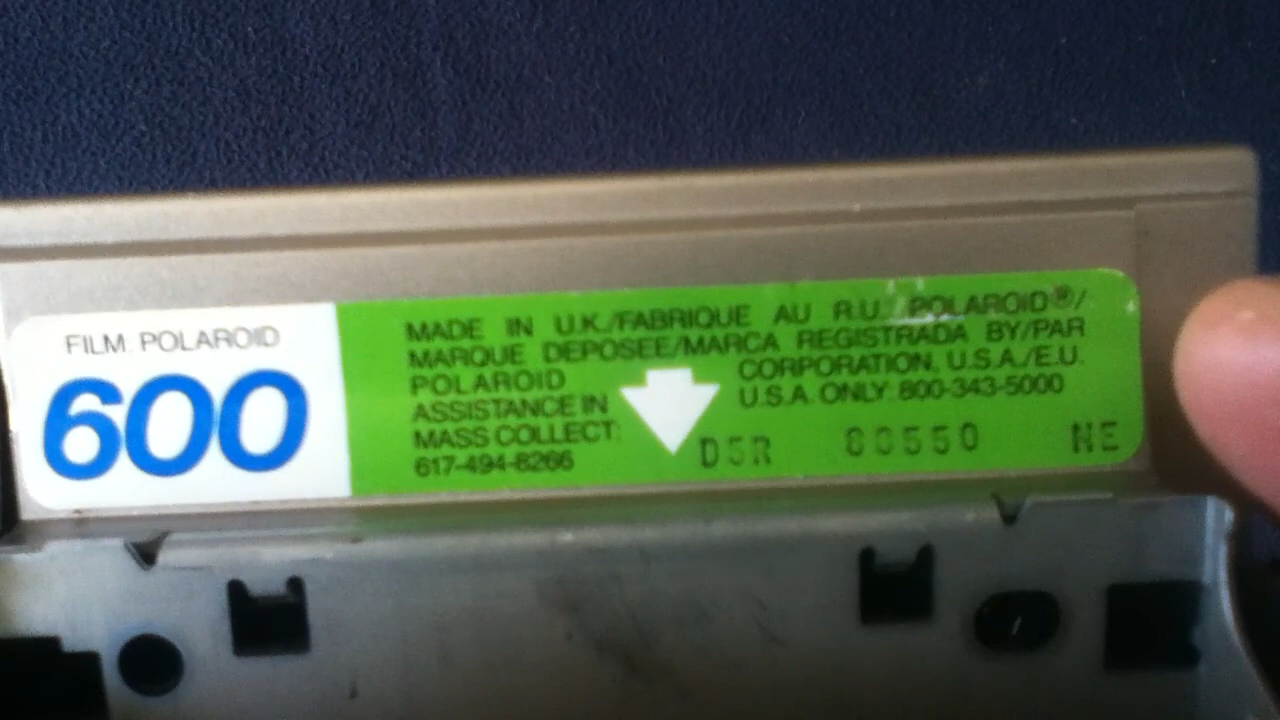 FILM: POLAROID
600
MADE IN U.K./FABRIQUE AU R.U. POLAROID®/
MARQUE DEPOSEE/MARCA REGISTRADA BY/PAR
POLAROID CORPORATION, U.S.A./E.U.
ASSISTANCE IN U.S.A. ONLY: 800-343-5000
MASS COLLECT:
617-494-8266
D5R 80550 NE